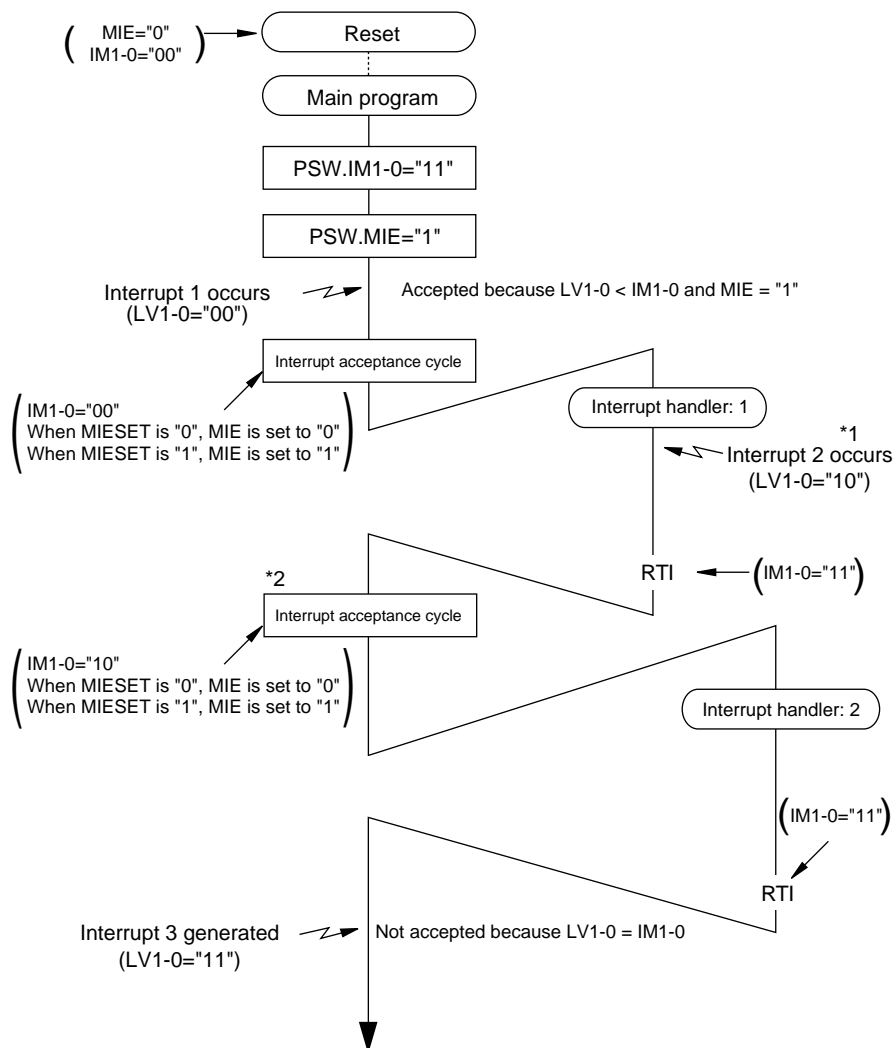 MIE="0"
IM1-0="00"
Reset
Main program
PSW.IM1-0="11"
PSW.MIE="1"
Interrupt 1 occurs
(LV1-0="00")
Accepted because LV1-0 < IM1-0 and MIE = "1"
Interrupt acceptance cycle
IM1-0="00"
When MIESET is "0", MIE is set to "0"
When MIESET is "1", MIE is set to "1"
Interrupt handler: 1
*1
Interrupt 2 occurs
(LV1-0="10")
RTI
(IM1-0="11")
*2
Interrupt acceptance cycle
IM1-0="10"
When MIESET is "0", MIE is set to "0"
When MIESET is "1", MIE is set to "1"
Interrupt handler: 2
(IM1-0="11")
RTI
Interrupt 3 generated
(LV1-0="11")
Not accepted because LV1-0 = IM1-0